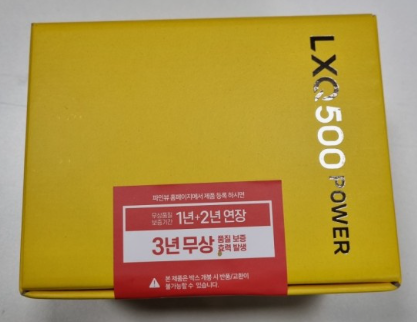 LXQ500 POWER
파인뷰 홈페이지에서 제품 등록 하시면
무상품질
보증기간 1년+2년 연장
3년 무상 품질 보증
효력 발생
본 제품은 박스 개봉 시 반품/교환이
불가능할 수 있습니다.